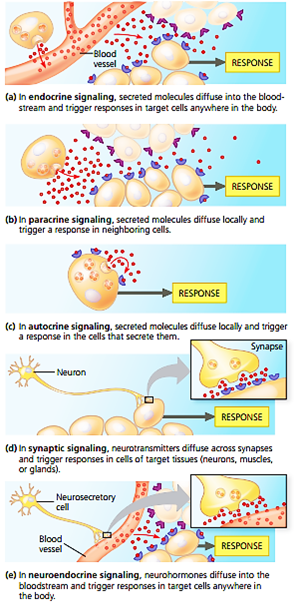 Blood
vessel
RESPONSE
(a) In endocrine signaling, secreted molecules diffuse into the blood-
stream and trigger responses in target cells anywhere in the body.
RESPONSE
(b) In paracrine signaling, secreted molecules diffuse locally and
trigger a response in neighboring cells.
RESPONSE
(c) In autocrine signaling, secreted molecules diffuse locally and trigger
a response in the cells that secrete them.
Synapse
Neuron
RESPONSE
(d) In synaptic signaling, neurotransmitters diffuse across synapses
and trigger responses in cells of target tissues (neurons, muscles,
or glands).
Neurosecretory
cell
Blood
vessel
RESPONSE
(e) In neuroendocrine signaling, neurohormones diffuse into the
bloodstream and trigger responses in target cells anywhere in
the body.